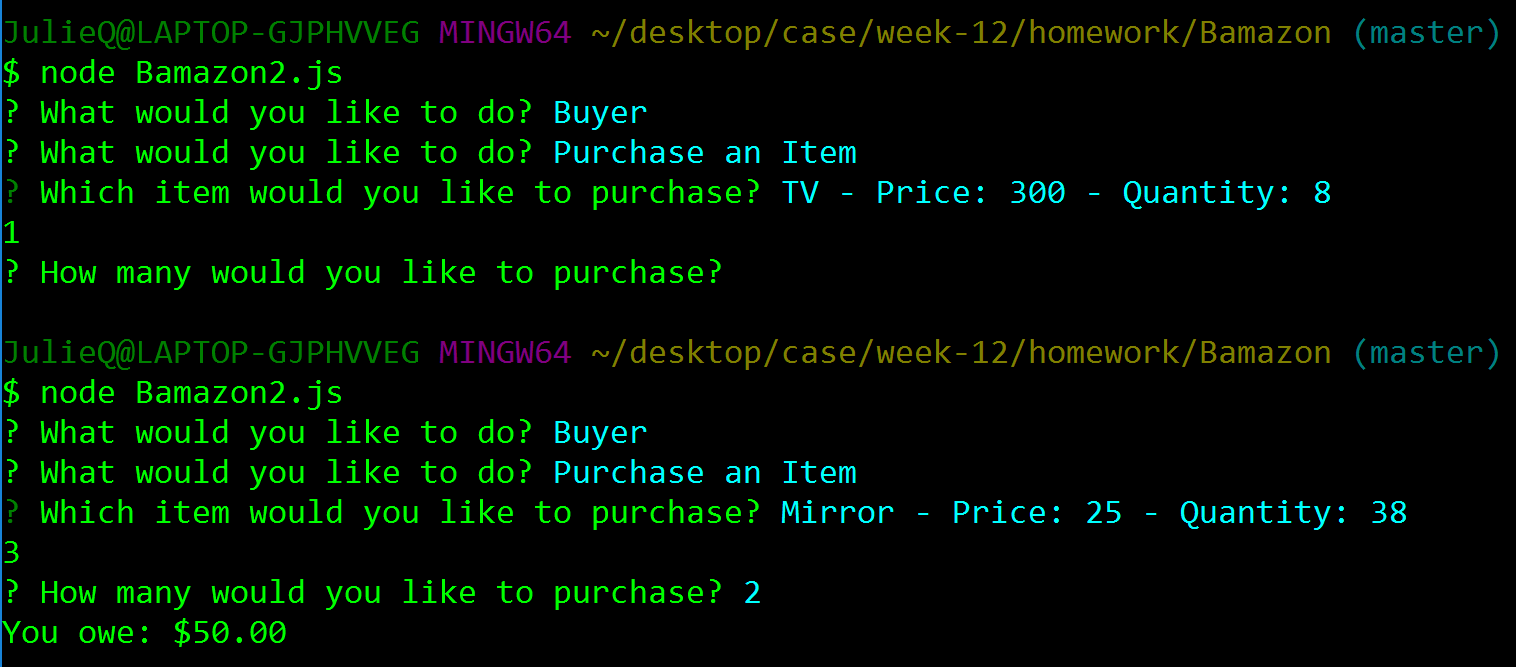 JulieQ@LAPTOP-GJPHVVEG MINGW64 ~/desktop/case/week-12/homework/Bamazon (master)
$ node Bamazon2.js
? What would you like to do? Buyer
? What would you like to do? Purchase an Item
? Which item would you like to purchase? TV - Price: 300 - Quantity: 8
1
? How many would you like to purchase?
JulieQ@LAPTOP-GJPHVVEG MINGW64 ~/desktop/case/week-12/homework/Bamazon (master)
$ node Bamazon2.js
? What would you like to do? Buyer
? What would you like to do? Purchase an Item
? Which item would you like to purchase? Mirror - Price: 25 - Quantity: 38
3
? How many would you like to purchase? 2
You owe: $50.00